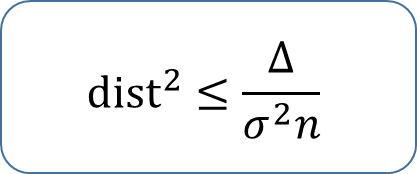 dist² ≤ Δ / σ²n